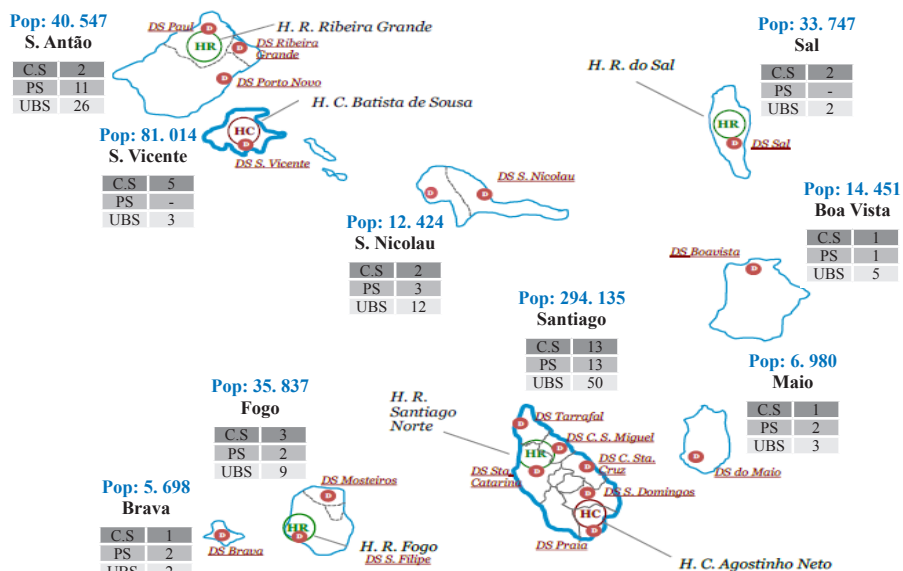 Pop: 40. 547
S. Antão
C.S 2
PS 11
UBS 26
DS Paul
H. R. Ribeira Grande
HR
D
D
DS Ribeira
Grande
D
DS Porto Novo
Pop: 33. 747
Sal
C.S 2
PS -
UBS 2
H. R. do Sal
HR
D
DS Sal
H. C. Batista de Sousa
HC
D
DS S. Vicente
Pop: 81. 014
S. Vicente
C.S 5
PS -
UBS 3
DS S. Nicolau
D
D
Pop: 12. 424
S. Nicolau
C.S 2
PS 3
UBS 12
Pop: 14. 451
Boa Vista
C.S 1
PS 1
UBS 5
DS Boavista
D
Pop: 294. 135
Santiago
C.S 13
PS 13
UBS 50
Pop: 6. 980
Maio
C.S 1
PS 2
UBS 3
D
DS do Maio
Pop: 35. 837
Fogo
C.S 3
PS 2
UBS 9
H. R.
Santiago
Norte
D
DS Tarrafal
HR
D
DS C. S. Miguel
D
DS C. Sta.
Cruz
DS Sta.
Catarina
D
D
DS S. Domingos
HC
D
DS Praia
H. C. Agostinho Neto
DS Mosteiros
D
HR
D
H. R. Fogo
DS S. Filipe
Pop: 5. 698
Brava
C.S 1
PS 2
UBS 2
D
DS Brava